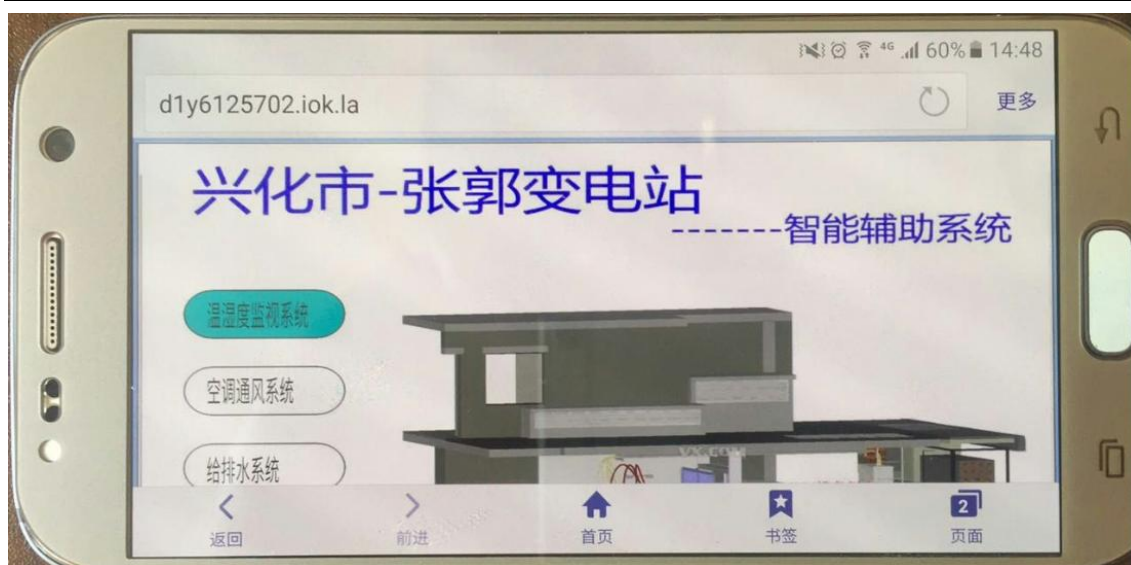 4G 60% 14:48
d1y6125702.iok.la 更多
兴化市-张郭变电站
-------智能辅助系统
温湿度监视系统
空调通风系统
给排水系统
返回 前进 首页 书签 2 页面